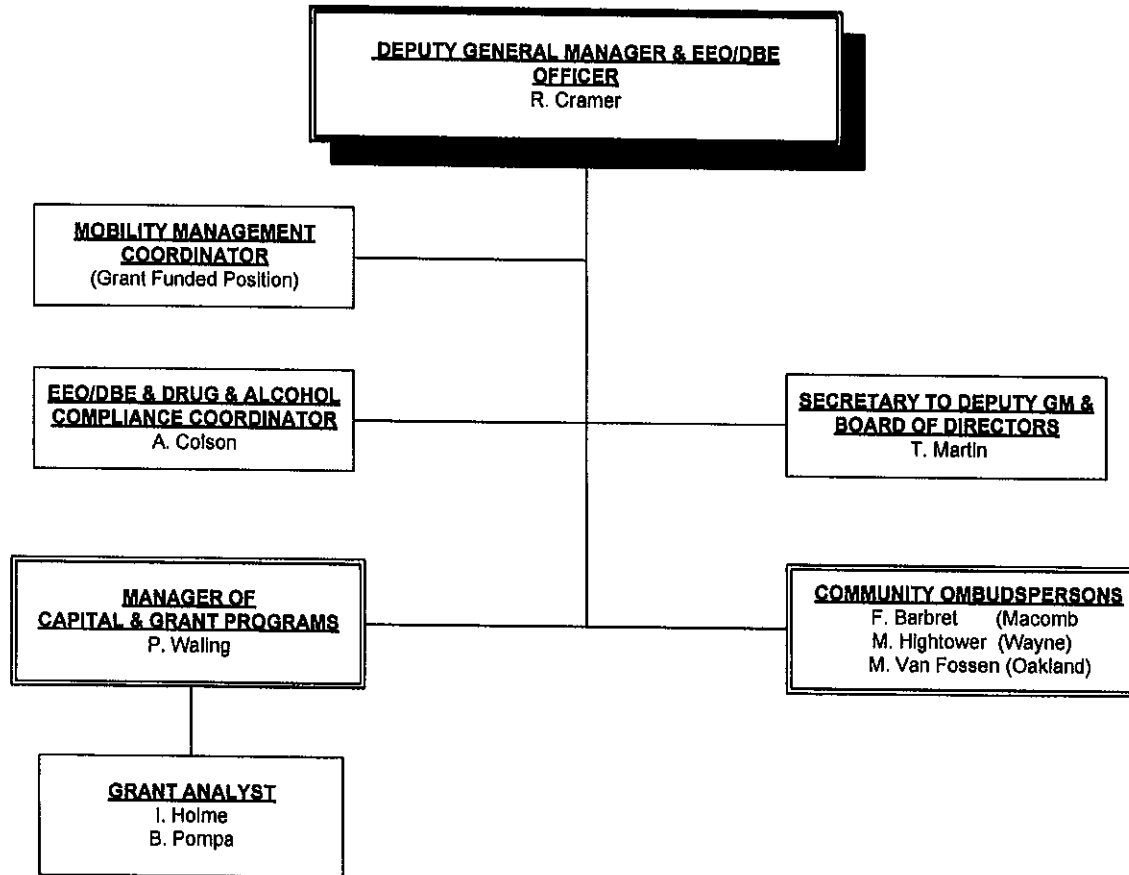 DEPUTY GENERAL MANAGER & EEO/DBE
OFFICER
R. Cramer
MOBILITY MANAGEMENT
COORDINATOR
(Grant Funded Position)
EEO/DBE & DRUG & ALCOHOL
COMPLIANCE COORDINATOR
A. Colson
SECRETARY TO DEPUTY GM &
BOARD OF DIRECTORS
T. Martin
MANAGER OF
CAPITAL & GRANT PROGRAMS
P. Waling
COMMUNITY OMBUDSPERSONS
F. Barbret (Macomb
M. Hightower (Wayne)
M. Van Fossen (Oakland)
GRANT ANALYST
I. Holme
B. Pompa